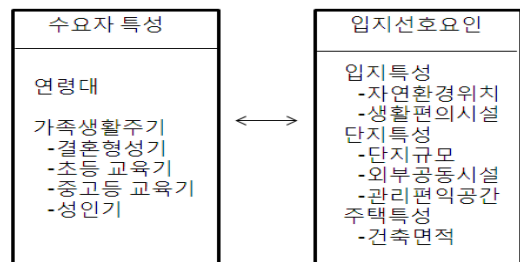 수요자 특성
연령대
가족생활주기
-결혼형성기
-초등 교육기
-중고등 교육기
-성인기
입지선호요인
입지특성
-자연환경위치
-생활편의시설
단지특성
-단지규모
-외부공동시설
-관리편익공간
주택특성
-건축면적